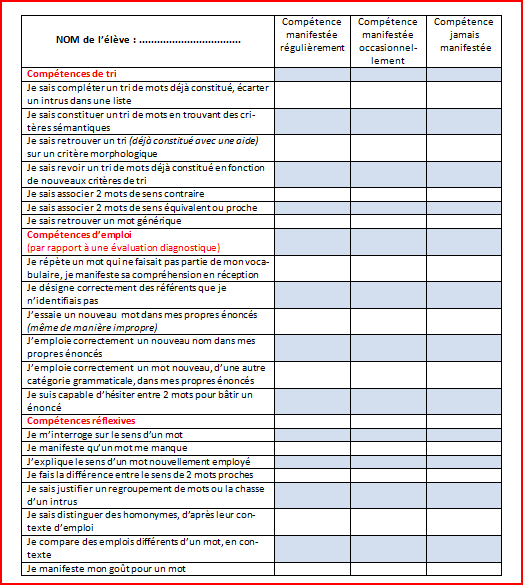 NOM de l’élève : ..................................
Compétence
manifestée
régulièrement
Compétence
manifestée
occasionnel-
lement
Compétence
jamais
manifestée
Compétences de tri
Je sais compléter un tri de mots déjà constitué, écarter
un intrus dans une liste
Je sais constituer un tri de mots en trouvant des cri-
tères sémantiques
Je sais retrouver un tri (déjà constitué avec une aide)
sur un critère morphologique
Je sais revoir un tri de mots déjà constitué en fonction
de nouveaux critères de tri
Je sais associer 2 mots de sens contraire
Je sais associer 2 mots de sens équivalent ou proche
Je sais retrouver un mot générique
Compétences d’emploi
(par rapport à une évaluation diagnostique)
Je répète un mot qui ne faisait pas partie de mon voca-
bulaire, je manifeste sa compréhension en réception
Je désigne correctement des référents que je
n’identifiais pas
J’essaie un nouveau mot dans mes propres énoncés
(même de manière impropre)
J’emploie correctement un nouveau nom dans mes
propres énoncés
J’emploie correctement un mot nouveau, d’une autre
catégorie grammaticale, dans mes propres énoncés
Je suis capable d’hésiter entre 2 mots pour bâtir un
énoncé
Compétences réflexives
Je m’interroge sur le sens d’un mot
Je manifeste qu’un mot me manque
J’explique le sens d’un mot nouvellement employé
Je fais la différence entre le sens de 2 mots proches
Je sais justifier un regroupement de mots ou la chasse
d’un intrus
Je sais distinguer des homonymes, d’après leur con-
texte d’emploi
Je compare des emplois différents d’un mot, en con-
texte
Je manifeste mon goût pour un mot